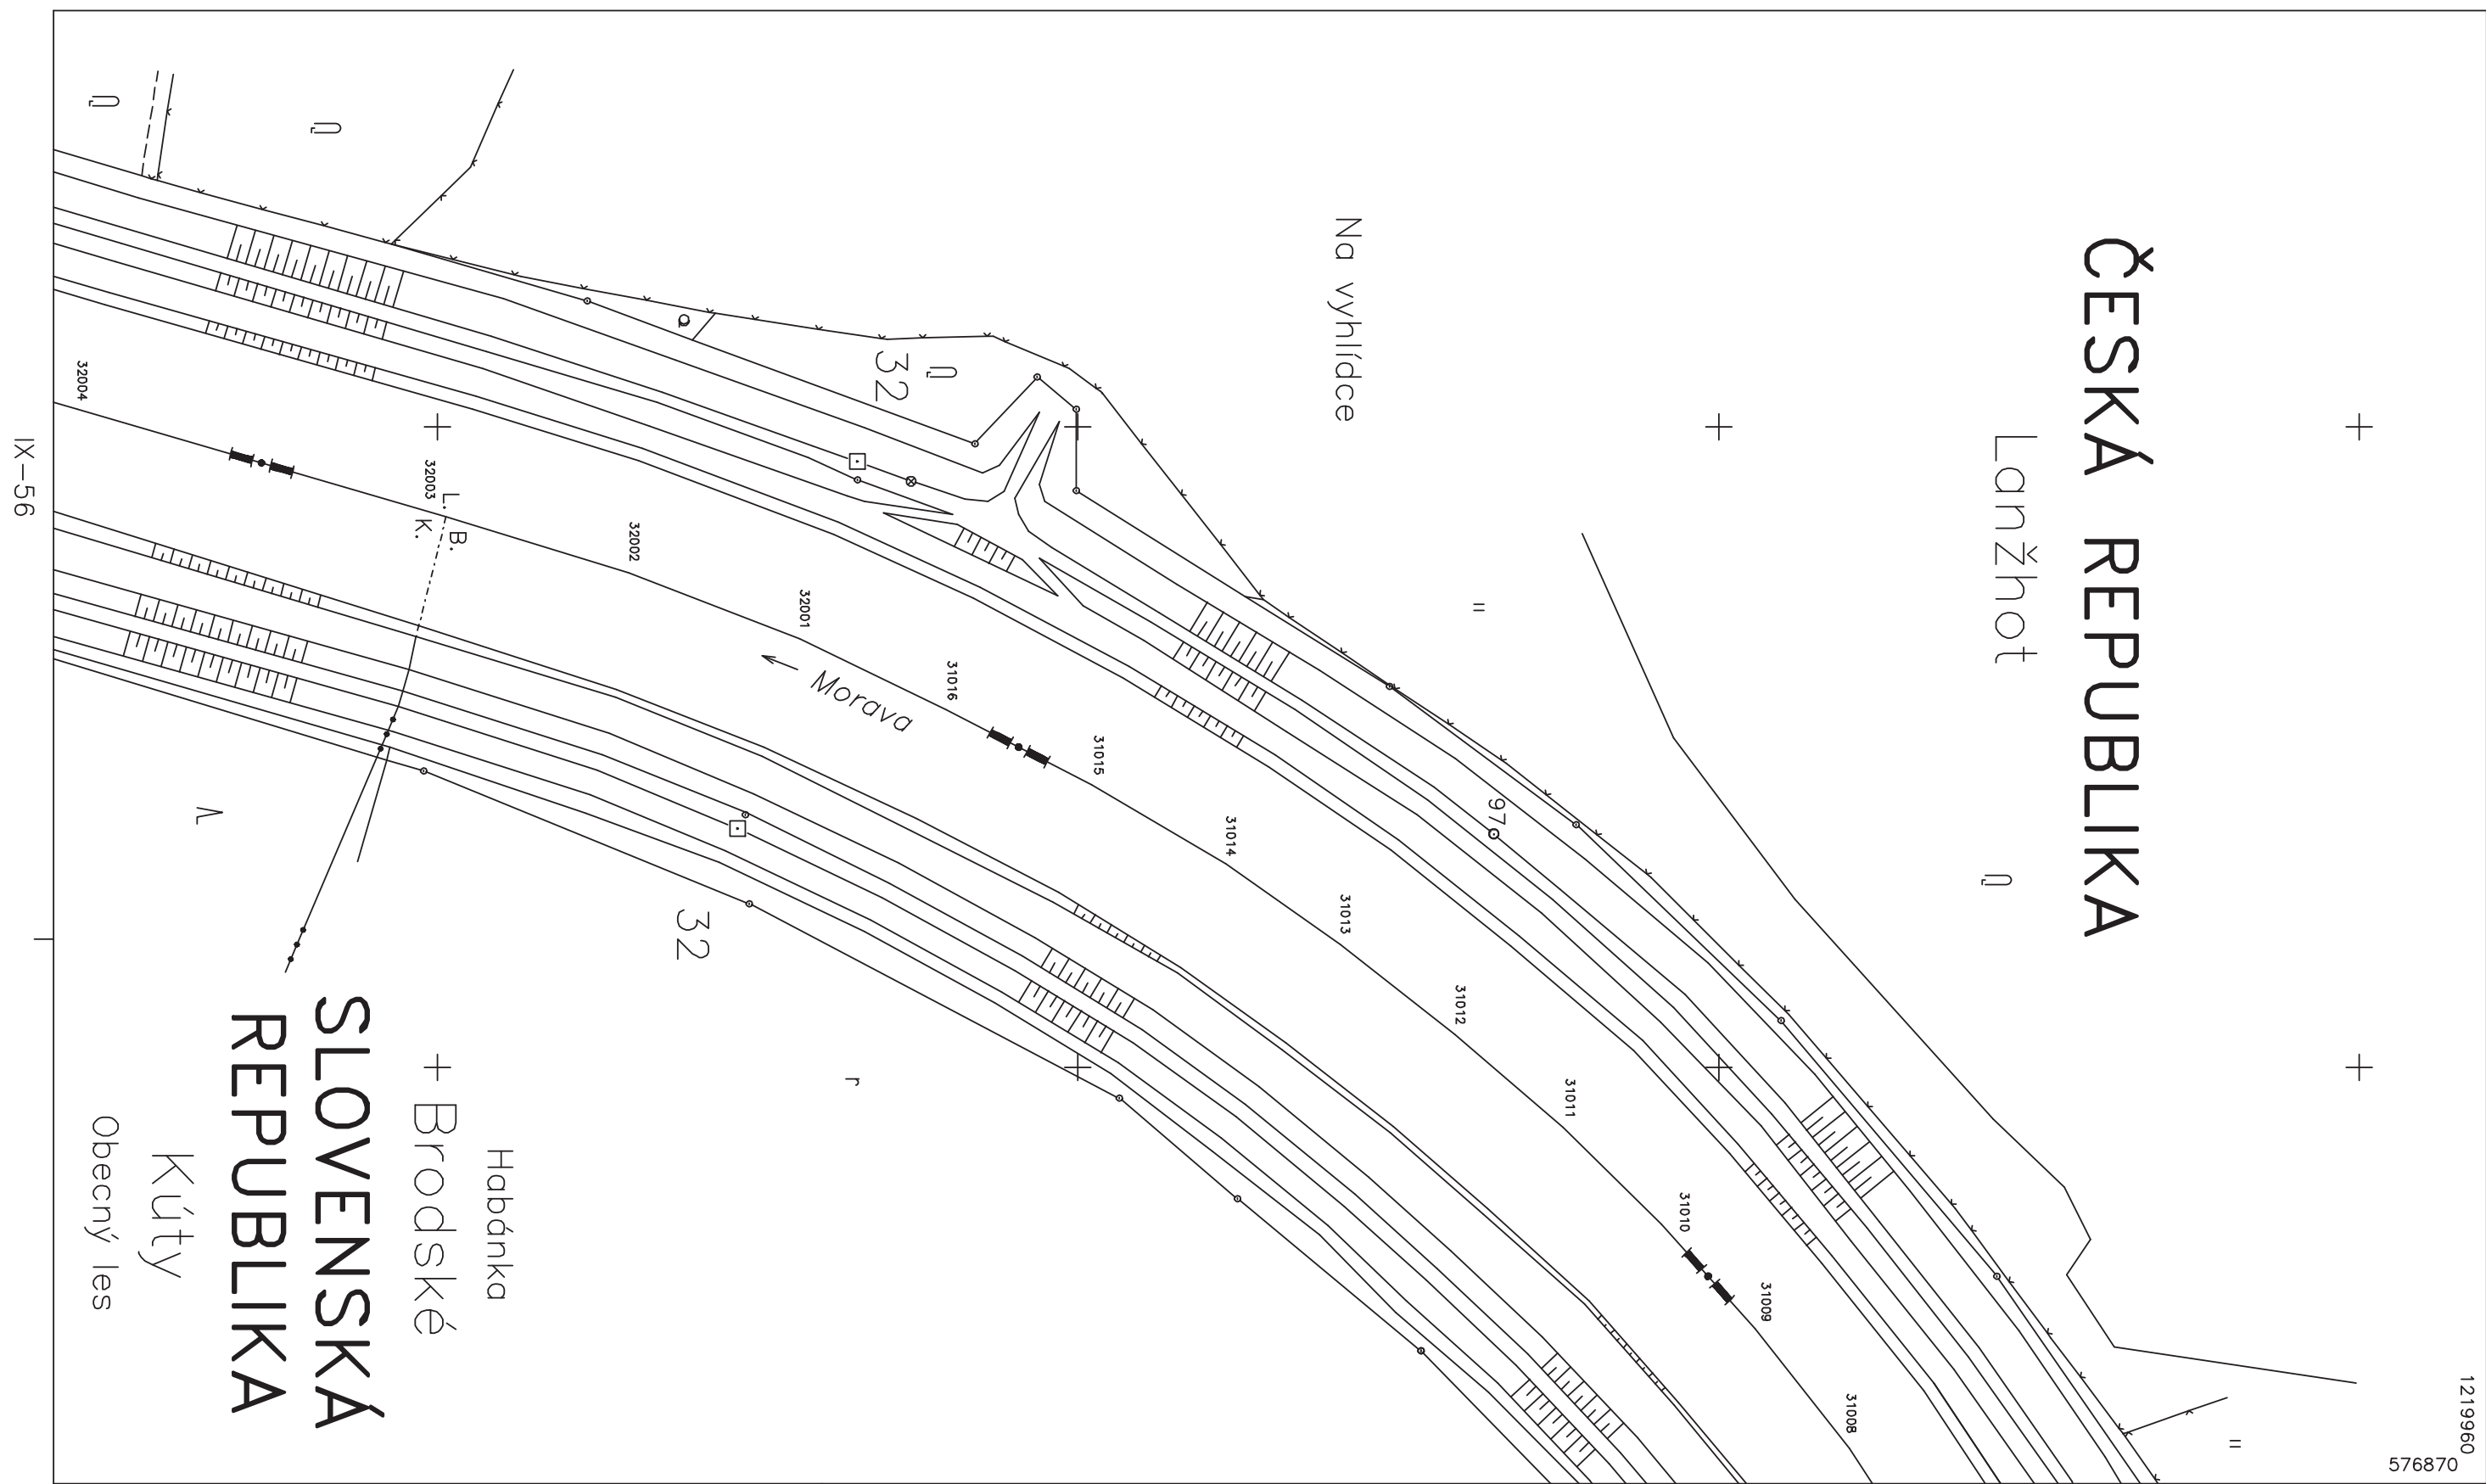 1219960
576870
ČESKÁ REPUBLIKA
Lanžhot
Na vyhlídce
97
32
31008
31009
31010
31011
31012
31013
31014
31015
31016
32001
32002
32003
32004
Morava
L. B.
K.
32
r
Habánka
Brodské
SLOVENSKÁ
REPUBLIKA
Kúty
Obecný les
IX-56